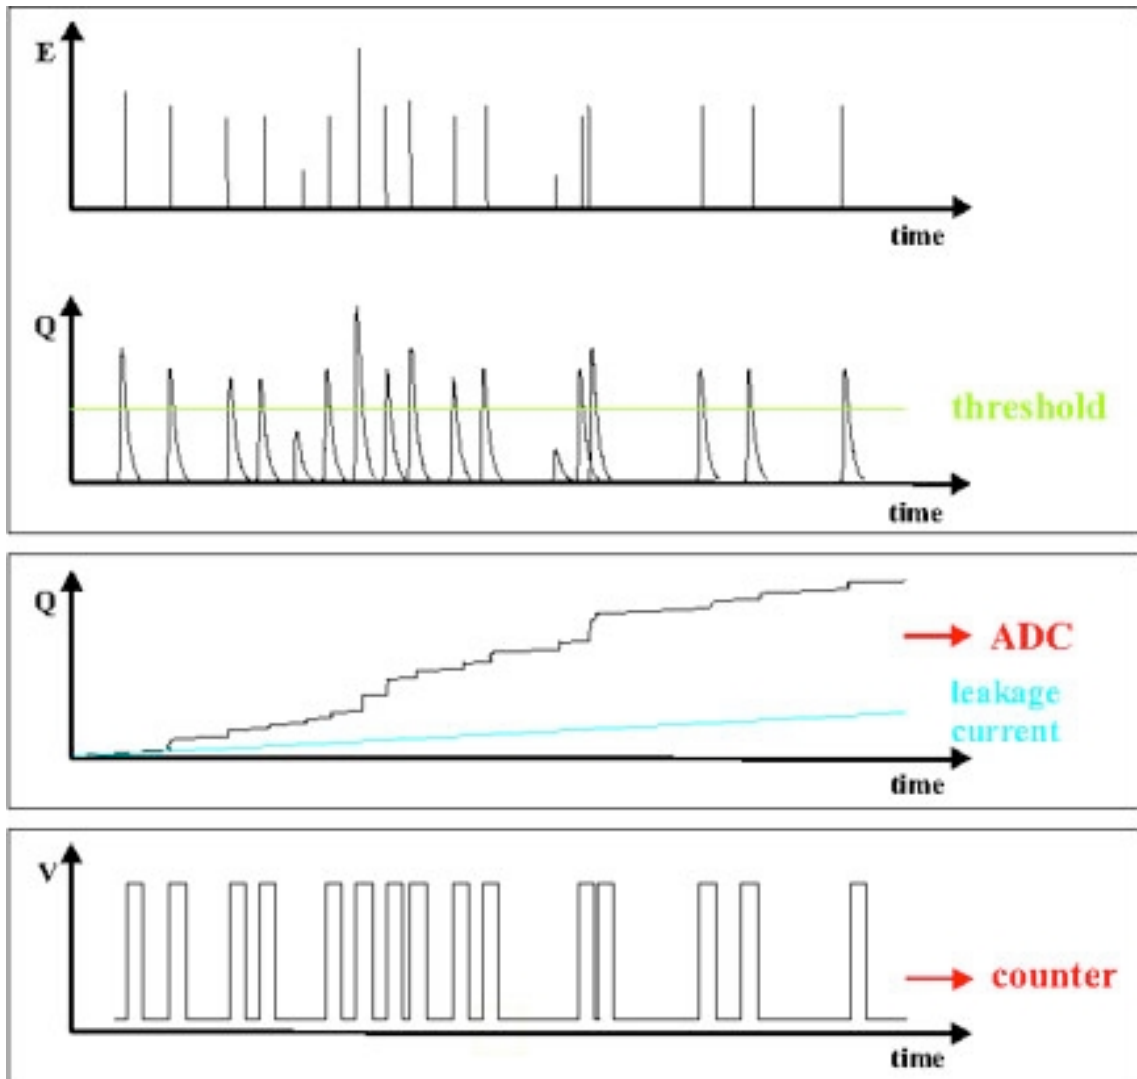 E
time
Q
threshold
time
Q
ADC
leakage
current
time
V
counter
time